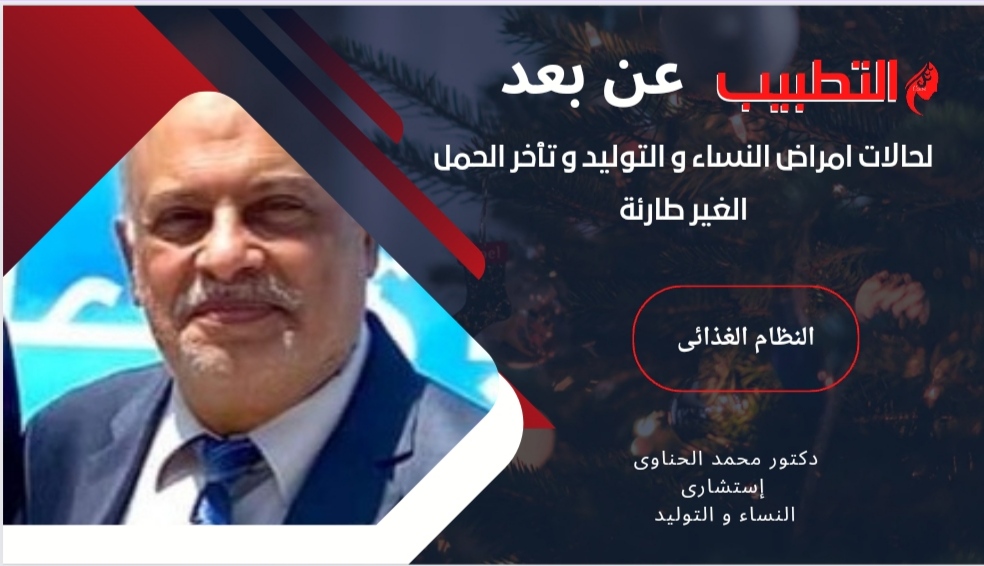 التطبيب عن بعد
لحالات امراض النساء و التوليد و تأخر الحمل
الغير طارئة
النظام الغذائى
دكتور محمد الحناوى
إستشارى
النساء و التوليد